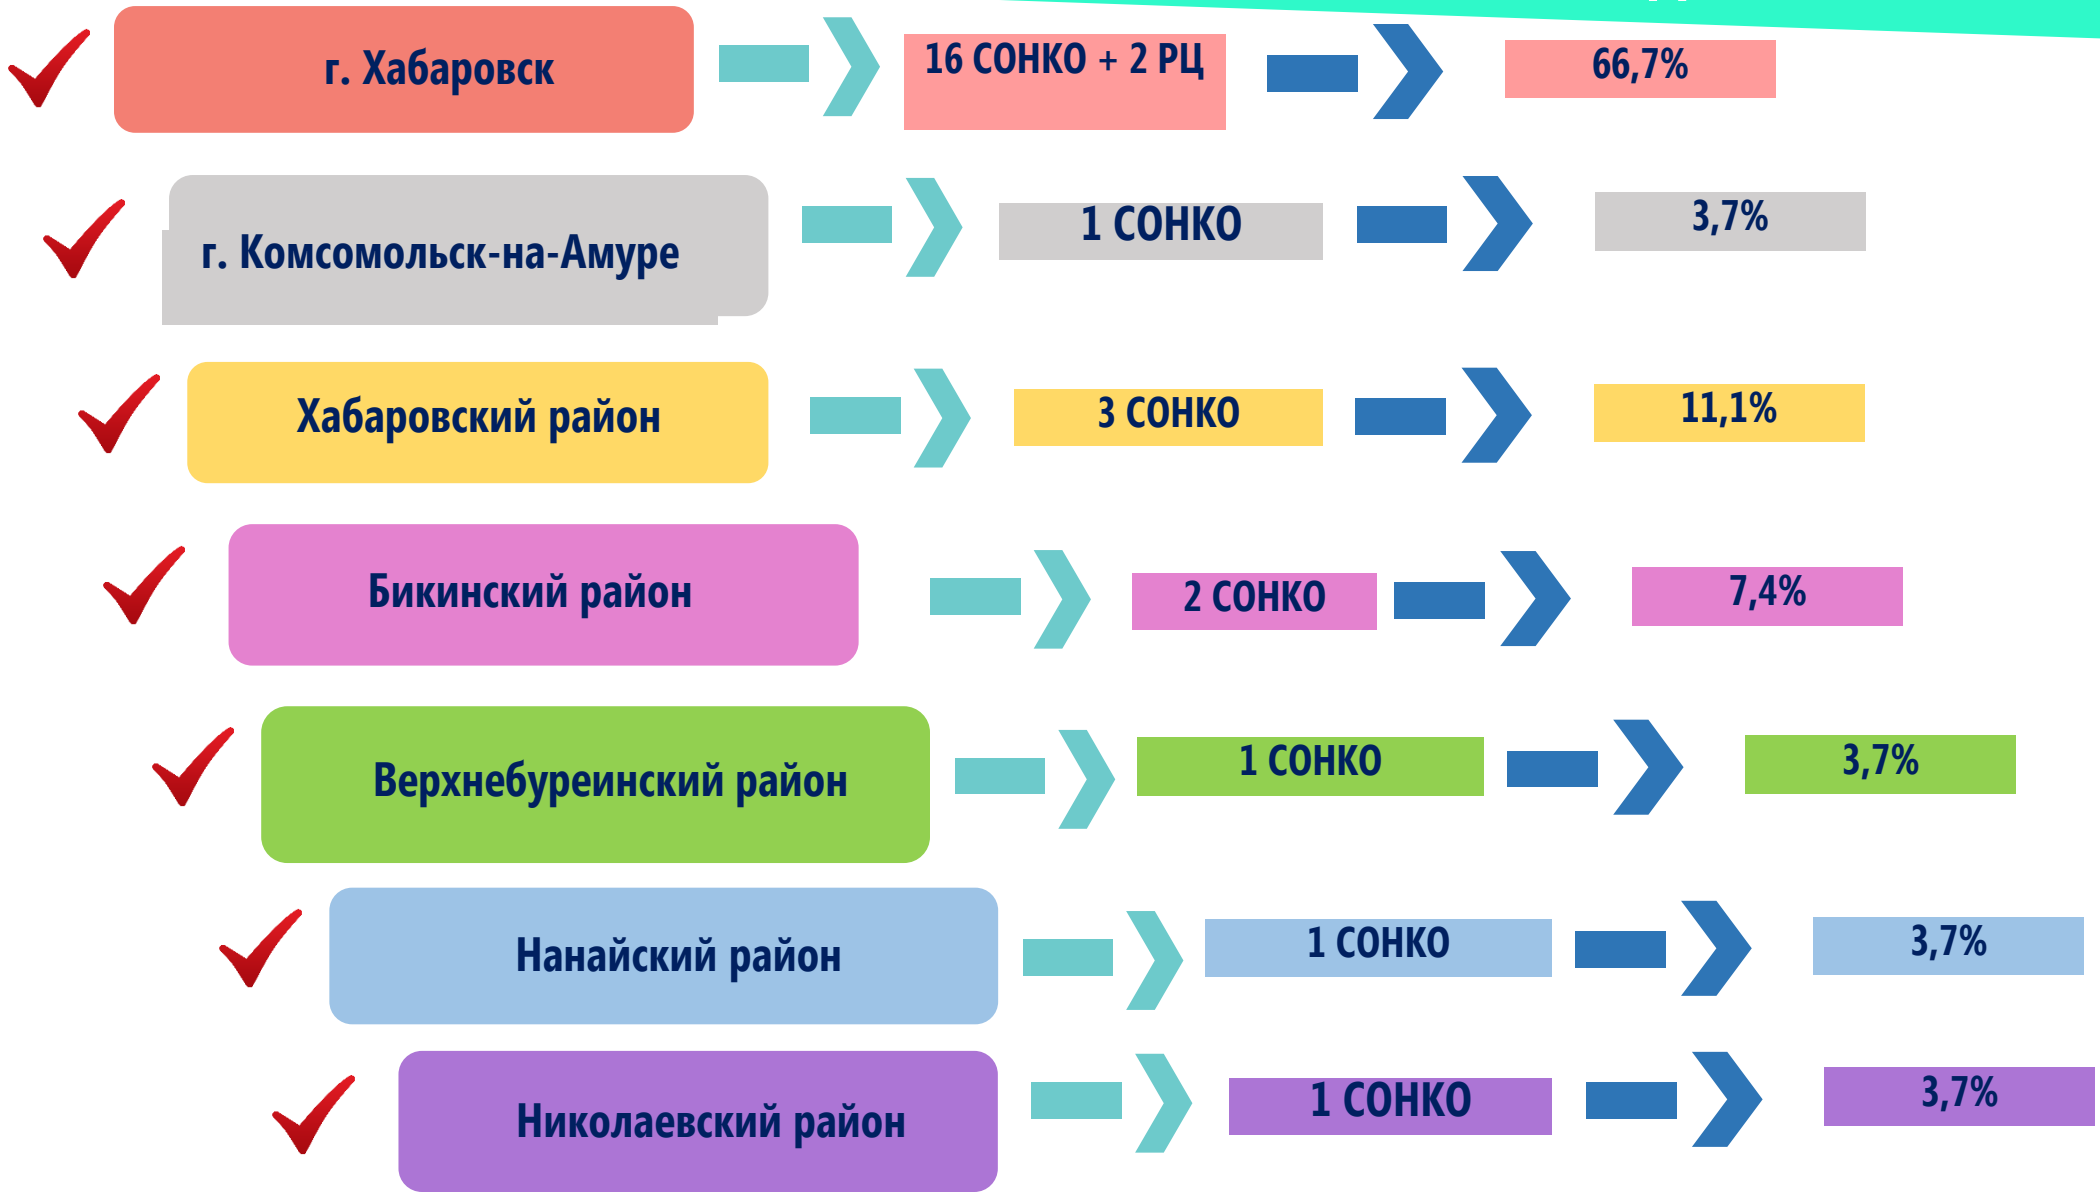 г. Хабаровск
16 СОНКО + 2 РЦ
66,7%
г. Комсомольск-на-Амуре
1 СОНКО
3,7%
Хабаровский район
3 СОНКО
11,1%
Бикинский район
2 СОНКО
7,4%
Верхнебуреинский район
1 СОНКО
3,7%
Нанайский район
1 СОНКО
3,7%
Николаевский район
1 СОНКО
3,7%